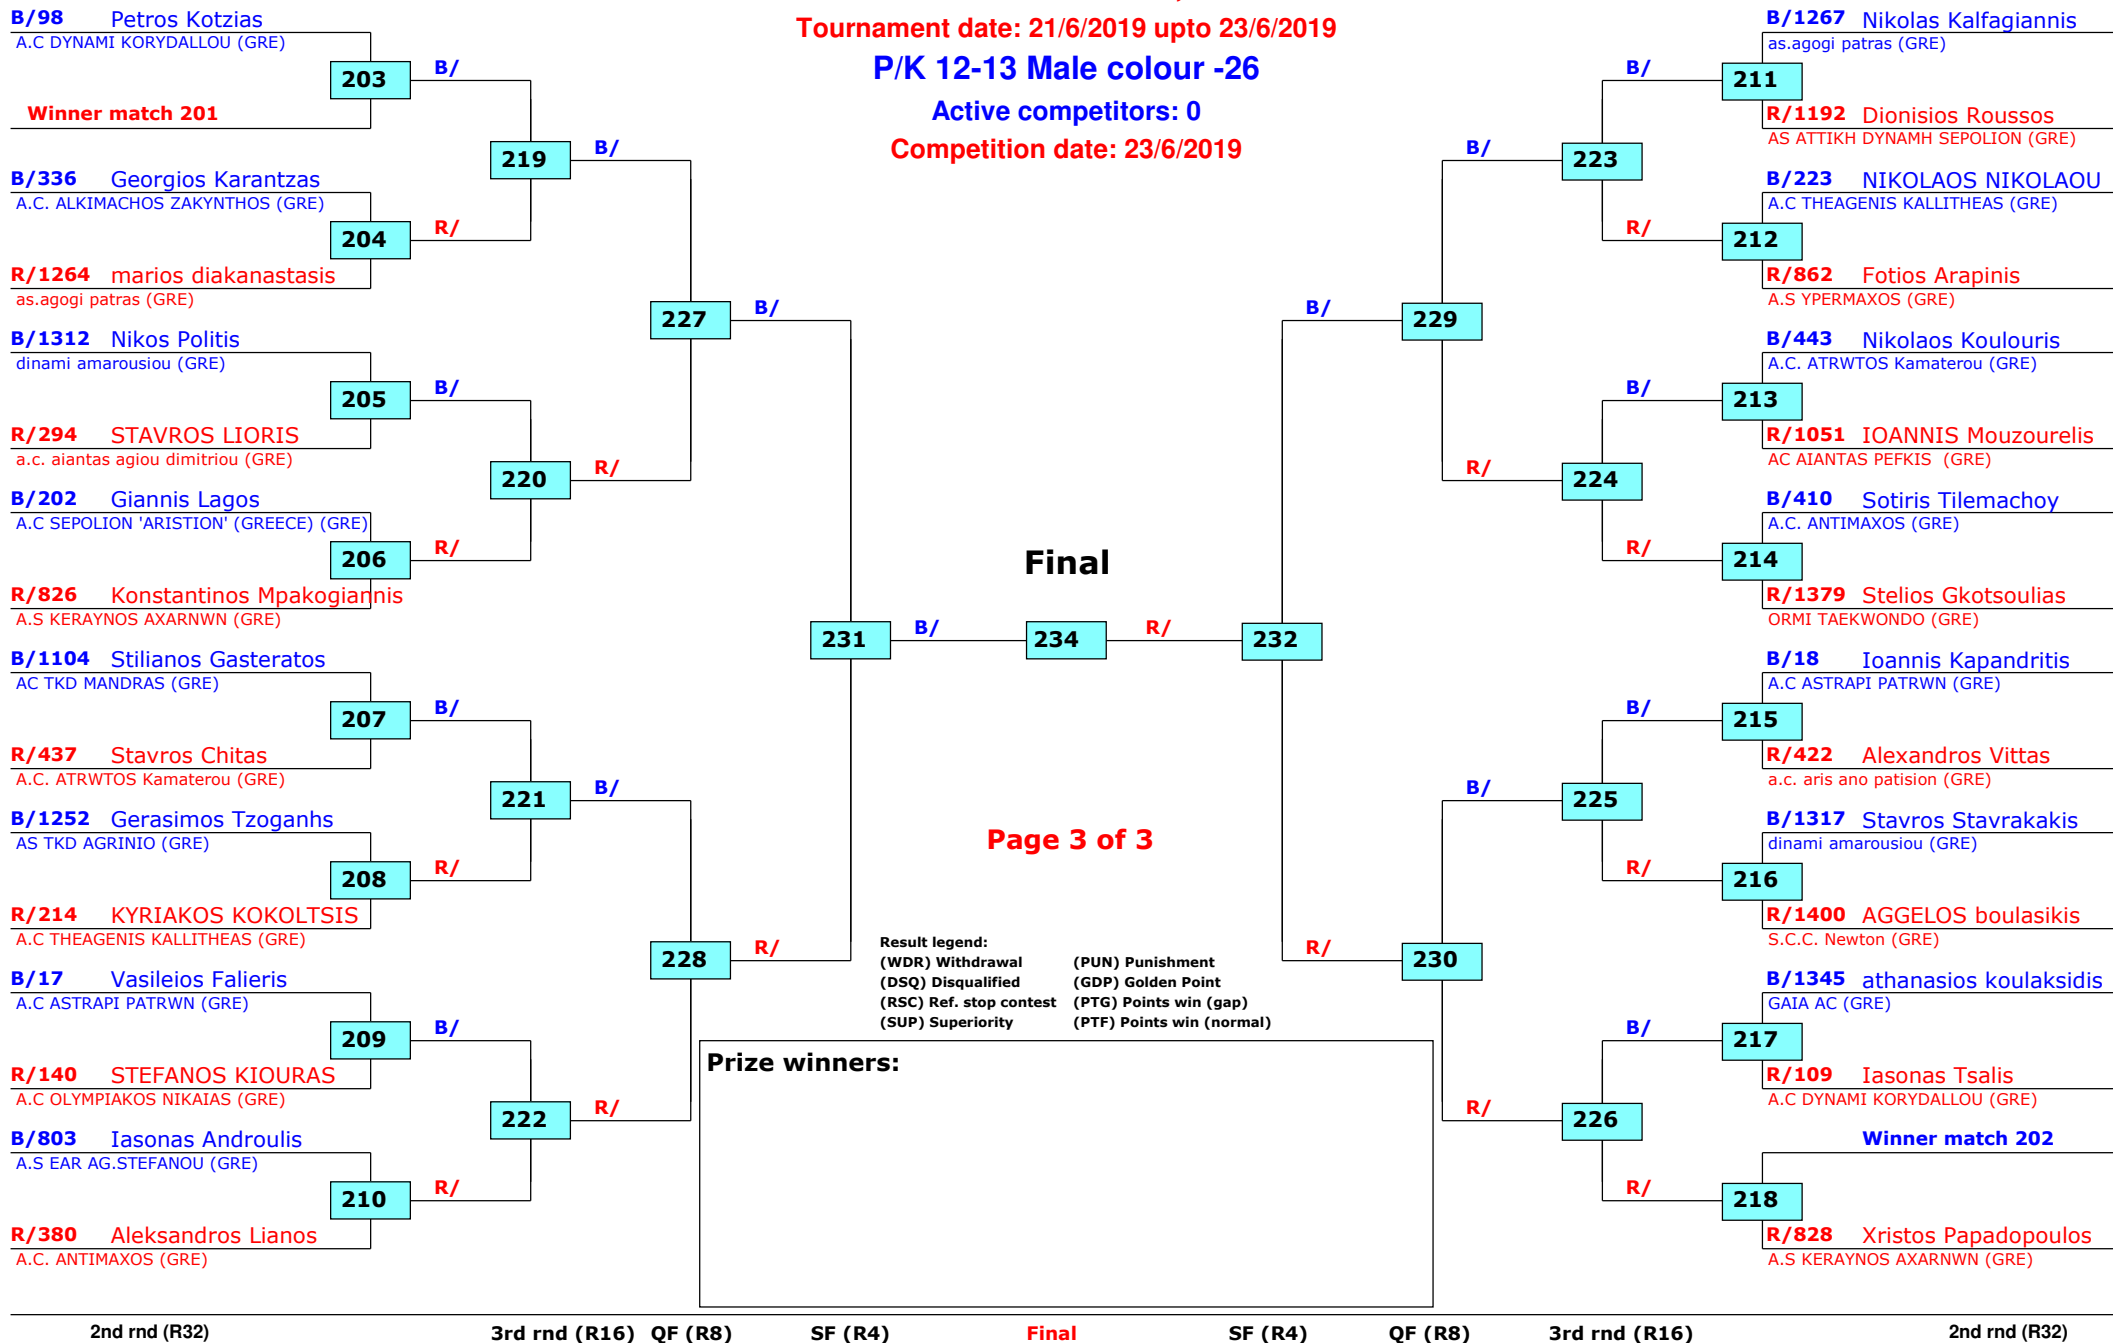 Tournament date: 21/6/2019 upto 23/6/2019
P/K 12-13 Male colour -26
Active competitors: 0
Competition date: 23/6/2019
B/98 Petros Kotzias
A.C DYNAMI KORYDALLOU (GRE)
203
B/
Winner match 201
219
B/
B/336 Georgios Karantzas
A.C. ALKIMACHOS ZAKYNTHOS (GRE)
204
R/
R/1264 marios diakanastasis
as.agogi patras (GRE)
227
B/
B/1312 Nikos Politis
dinami amarousiou (GRE)
205
B/
R/294 STAVROS LIORIS
a.c. aiantas agiou dimitriou (GRE)
220
R/
B/202 Giannis Lagos
A.C SEPOLION 'ARISTION' (GREECE) (GRE)
206
R/
R/826 Konstantinos Mpakogiannis
A.S KERAYNOS AXARNWN (GRE)
231
B/
B/1104 Stilianos Gasteratos
AC TKD MANDRAS (GRE)
207
B/
R/437 Stavros Chitas
A.C. ATRWTOS Kamaterou (GRE)
221
B/
B/1252 Gerasimos Tzoganhs
AS TKD AGRINIO (GRE)
208
R/
R/214 KYRIAKOS KOKOLTSIS
A.C THEAGENIS KALLITHEAS (GRE)
228
R/
B/17 Vasileios Falieris
A.C ASTRAPI PATRWN (GRE)
209
B/
R/140 STEFANOS KIOURAS
A.C OLYMPIAKOS NIKAIAS (GRE)
222
R/
B/803 Iasonas Androulis
A.S EAR AG.STEFANOU (GRE)
210
R/
R/380 Aleksandros Lianos
A.C. ANTIMAXOS (GRE)
Final
234
R/
Page 3 of 3
Result legend:
(WDR) Withdrawal (PUN) Punishment
(DSQ) Disqualified (GDP) Golden Point
(RSC) Ref. stop contest (PTG) Points win (gap)
(SUP) Superiority (PTF) Points win (normal)
Prize winners:
B/1267 Nikolas Kalfagiannis
as.agogi patras (GRE)
B/
211
R/1192 Dionisios Roussos
AS ATTIKH DYNAMH SEPOLION (GRE)
B/
223
B/223 NIKOLAOS NIKOLAOU
A.C THEAGENIS KALLITHEAS (GRE)
R/
212
R/862 Fotios Arapinis
A.S YPERMAXOS (GRE)
B/
229
B/443 Nikolaos Koulouris
A.C. ATRWTOS Kamaterou (GRE)
B/
213
R/1051 IOANNIS Mouzourelis
AC AIANTAS PEFKIS (GRE)
R/
224
B/410 Sotiris Tilemachoy
A.C. ANTIMAXOS (GRE)
R/
214
R/1379 Stelios Gkotsoulias
ORMI TAEKWONDO (GRE)
232
B/18 Ioannis Kapandritis
A.C ASTRAPI PATRWN (GRE)
B/
215
R/422 Alexandros Vittas
a.c. aris ano patision (GRE)
B/
225
B/1317 Stavros Stavrakakis
dinami amarousiou (GRE)
R/
216
R/1400 AGGELOS boulasikis
S.C.C. Newton (GRE)
R/
230
B/1345 athanasios koulaksidis
GAIA AC (GRE)
B/
217
R/109 Iasonas Tsalis
A.C DYNAMI KORYDALLOU (GRE)
R/
226
Winner match 202
R/
218
R/828 Xristos Papadopoulos
A.S KERAYNOS AXARNWN (GRE)
2nd rnd (R32) 3rd rnd (R16) QF (R8) SF (R4) Final SF (R4) QF (R8) 3rd rnd (R16) 2nd rnd (R32)